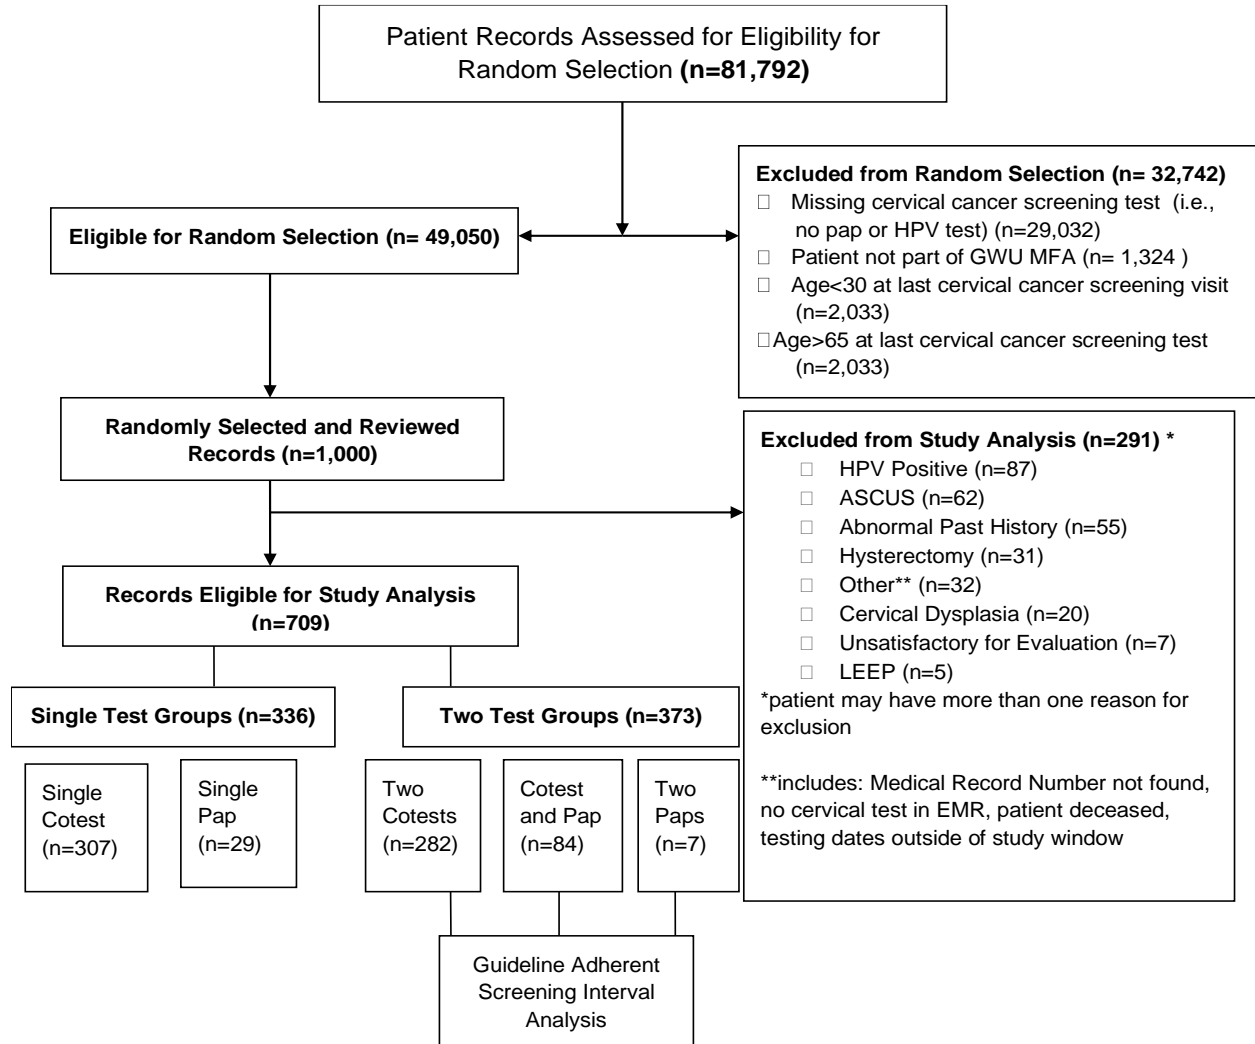 Patient Records Assessed for Eligibility for
Random Selection (n=81,792)
Excluded from Random Selection (n= 32,742)
□ Missing cervical cancer screening test (i.e.,
no pap or HPV test) (n=29,032)
□ Patient not part of GWU MFA (n= 1,324 )
□ Age<30 at last cervical cancer screening visit
(n=2,033)
□Age>65 at last cervical cancer screening test
(n=2,033)
Eligible for Random Selection (n= 49,050)
Randomly Selected and Reviewed
Records (n=1,000)
Excluded from Study Analysis (n=291) *
□ HPV Positive (n=87)
□ ASCUS (n=62)
□ Abnormal Past History (n=55)
□ Hysterectomy (n=31)
□ Other** (n=32)
□ Cervical Dysplasia (n=20)
□ Unsatisfactory for Evaluation (n=7)
□ LEEP (n=5)
*patient may have more than one reason for
exclusion
**includes: Medical Record Number not found,
no cervical test in EMR, patient deceased,
testing dates outside of study window
Records Eligible for Study Analysis
(n=709)
Single Test Groups (n=336)
Two Test Groups (n=373)
Single
Cotest
(n=307)
Single
Pap
(n=29)
Two
Cotests
(n=282)
Cotest
and Pap
(n=84)
Two
Paps
(n=7)
Guideline Adherent
Screening Interval
Analysis